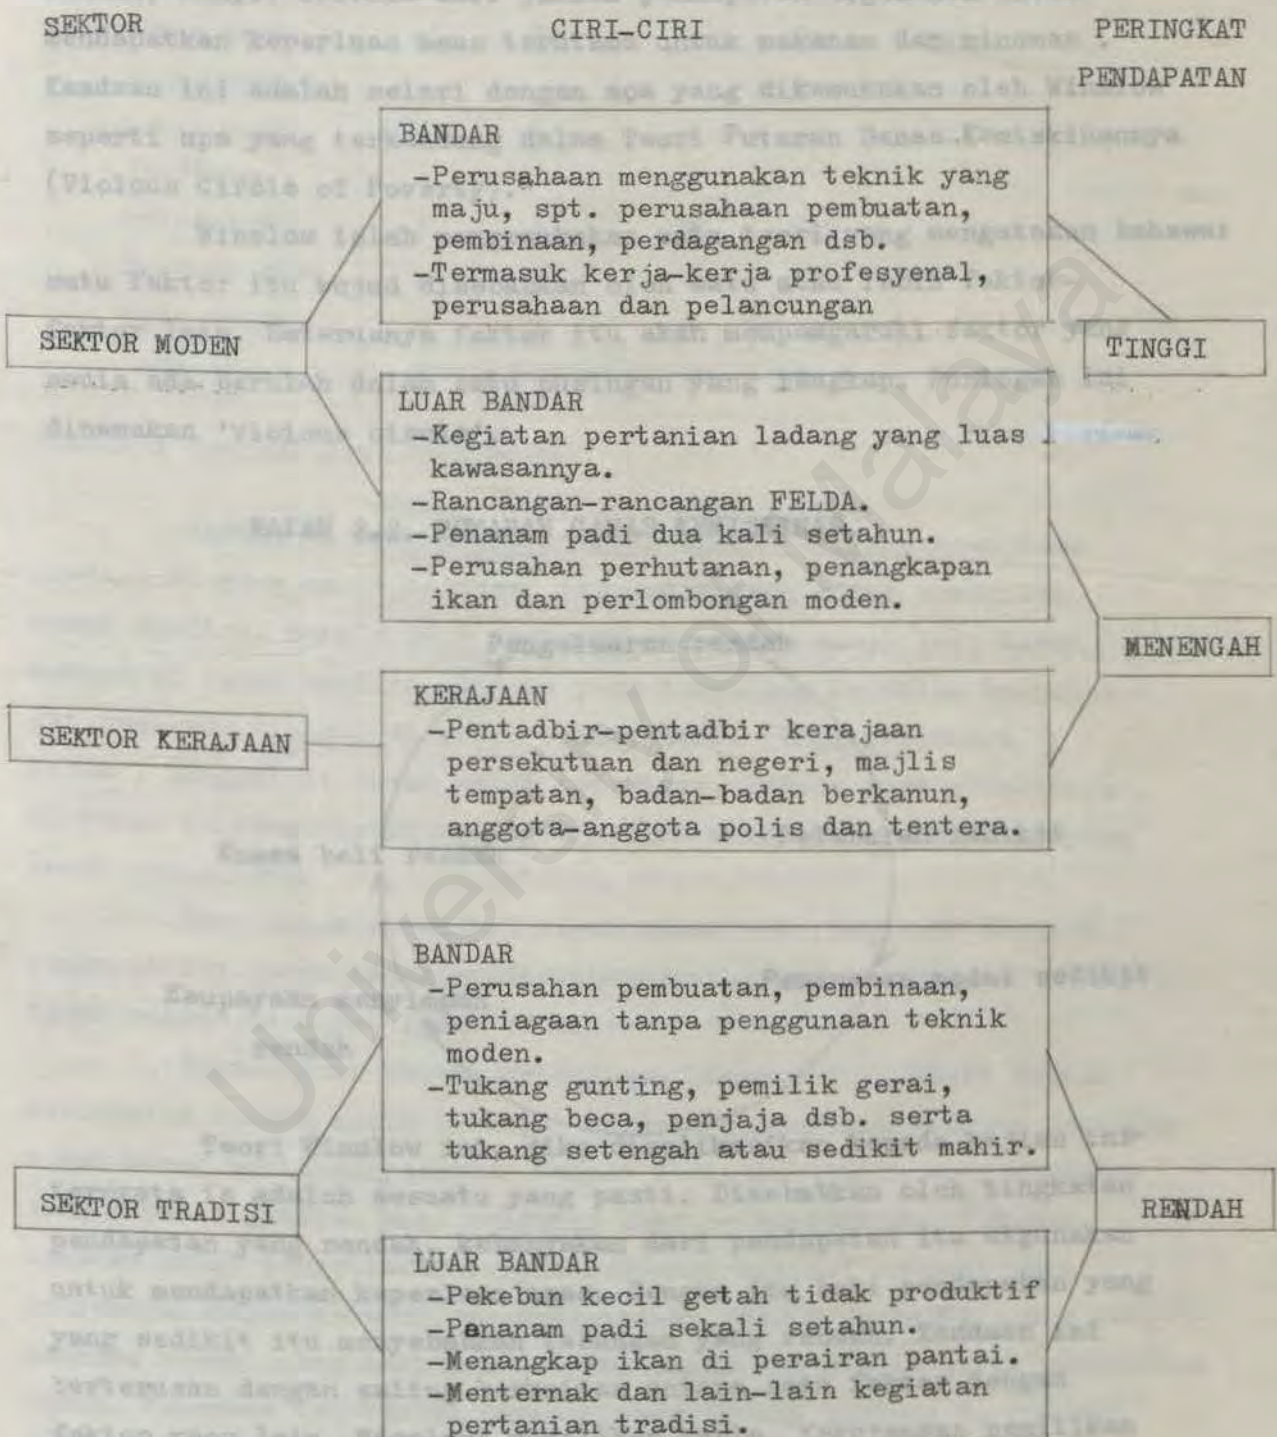 SEKTOR CIRI-CIRI PERINGKAT
PENDAPATAN
BANDAR
-Perusahaan menggunakan teknik yang
maju, spt. perusahaan pembuatan,
pembinaan, perdagangan dsb.
-Termasuk kerja-kerja profesyenal,
perusahaan dan pelancungan
SEKTOR MODEN
TINGGI
LUAR BANDAR
-Kegiatan pertanian ladang yang luas
kawasannya.
-Rancangan-rancangan FELDA.
-Penanam padi dua kali setahun.
-Perusahan perhutanan, penangkapan
ikan dan perlombongan moden.
MENENGAH
KERAJAAN
-Pentadbir-pentadbir kerajaan
persekutuan dan negeri, majlis
tempatan, badan-badan berkanun,
anggota-anggota polis dan tentera.
SEKTOR KERAJAAN
BANDAR
-Perusahan pembuatan, pembinaan,
peniagaan tanpa penggunaan teknik
moden.
-Tukang gunting, pemilik gerai,
tukang beca, penjaja dsb. serta
tukang setengah atau sedikit mahir.
SEKTOR TRADISI
RENDAH
LUAR BANDAR
-Pekebun kecil getah tidak produktif
-Penanam padi sekali setahun.
-Menangkap ikan di perairan pantai.
-Menternak dan lain-lain kegiatan
pertanian tradisi.
University of Malaya